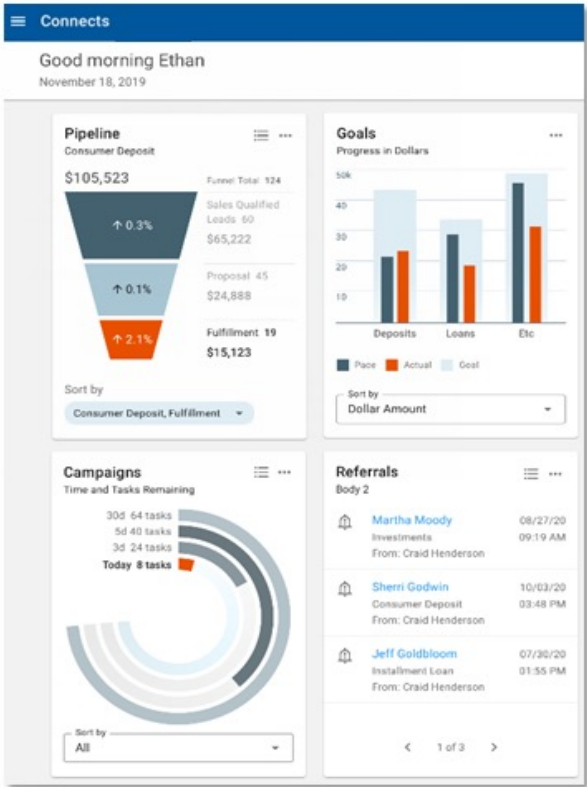 Connects
Good morning Ethan
November 18, 2019
Pipeline
Consumer Deposit
$105,523
Funnel Total 124
↑ 0.3%
Sales Qualified
Leads 60
$65,222
↑ 0.1%
Proposal 45
$24,888
↑ 2.1%
Fulfillment 19
$15,123
Sort by
Consumer Deposit, Fulfillment
Goals
Progress in Dollars
50k
40
30
20
10
Deposits Loans Etc
Pace Actual Goal
Sort by
Dollar Amount
Campaigns
Time and Tasks Remaining
30d 64 tasks
5d 40 tasks
3d 24 tasks
Today 8 tasks
Sort by
All
Referrals
Body 2
Martha Moody 08/27/20
Investments 09:19 AM
From: Craid Henderson
Sherri Godwin 10/03/20
Consumer Deposit 03:48 PM
From: Craid Henderson
Jeff Goldbloom 07/30/20
Installment Loan 01:55 PM
From: Craid Henderson
1 of 3